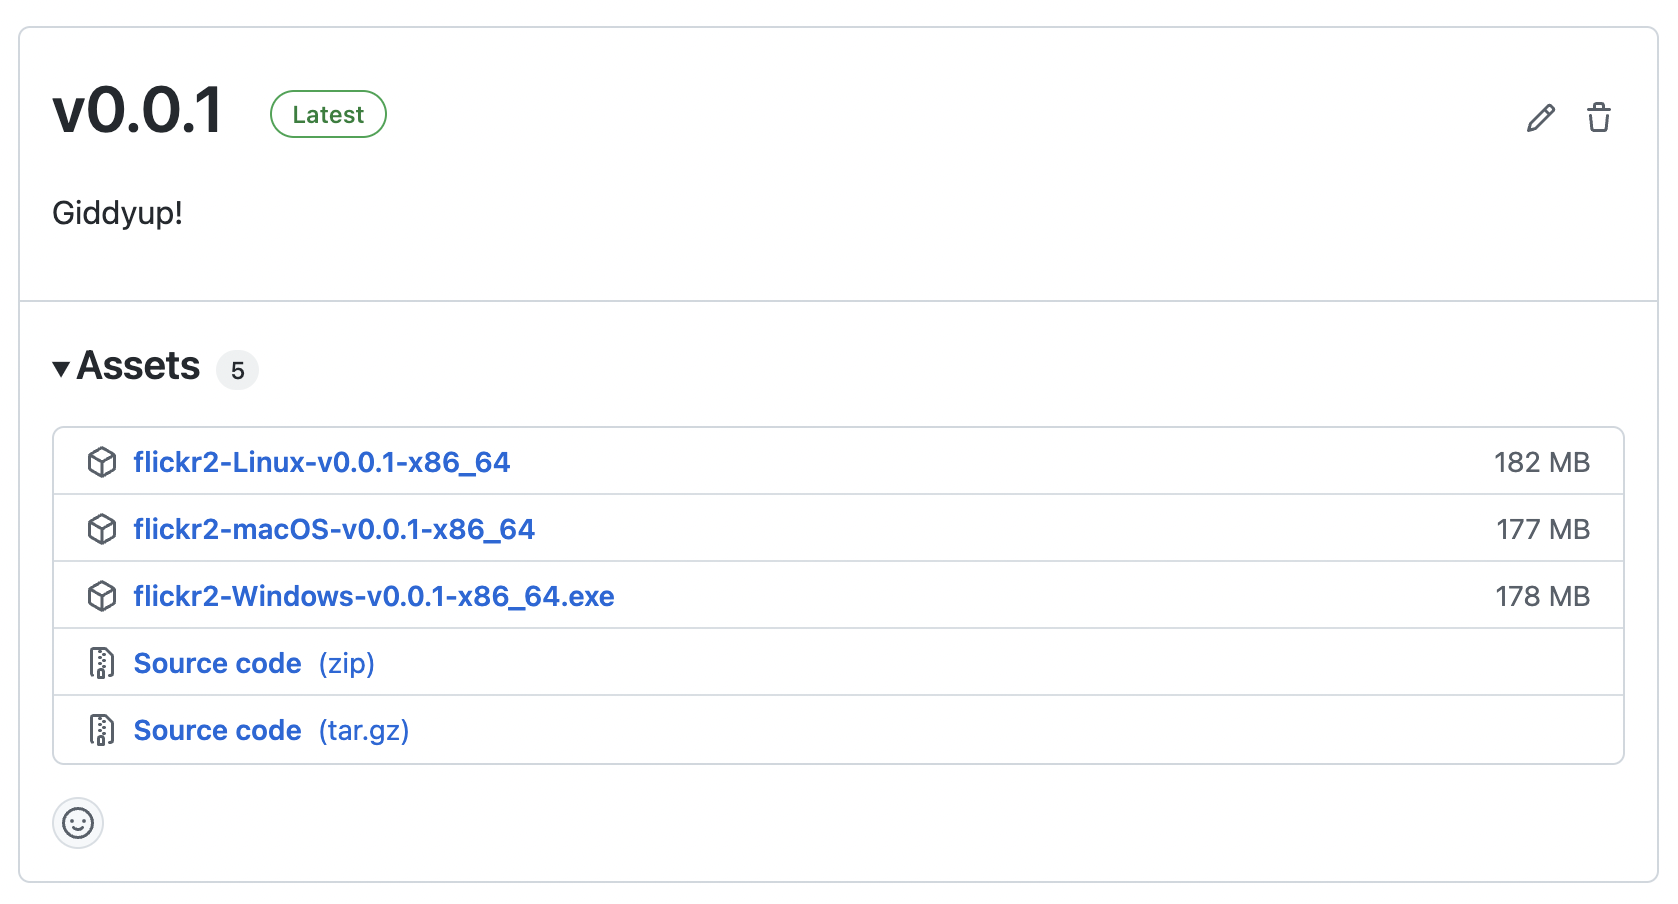 v0.0.1 Latest
Giddyup!
Assets 5
flickr2-Linux-v0.0.1-x86_64 182 MB
flickr2-macOS-v0.0.1-x86_64 177 MB
flickr2-Windows-v0.0.1-x86_64.exe 178 MB
Source code (zip)
Source code (tar.gz)